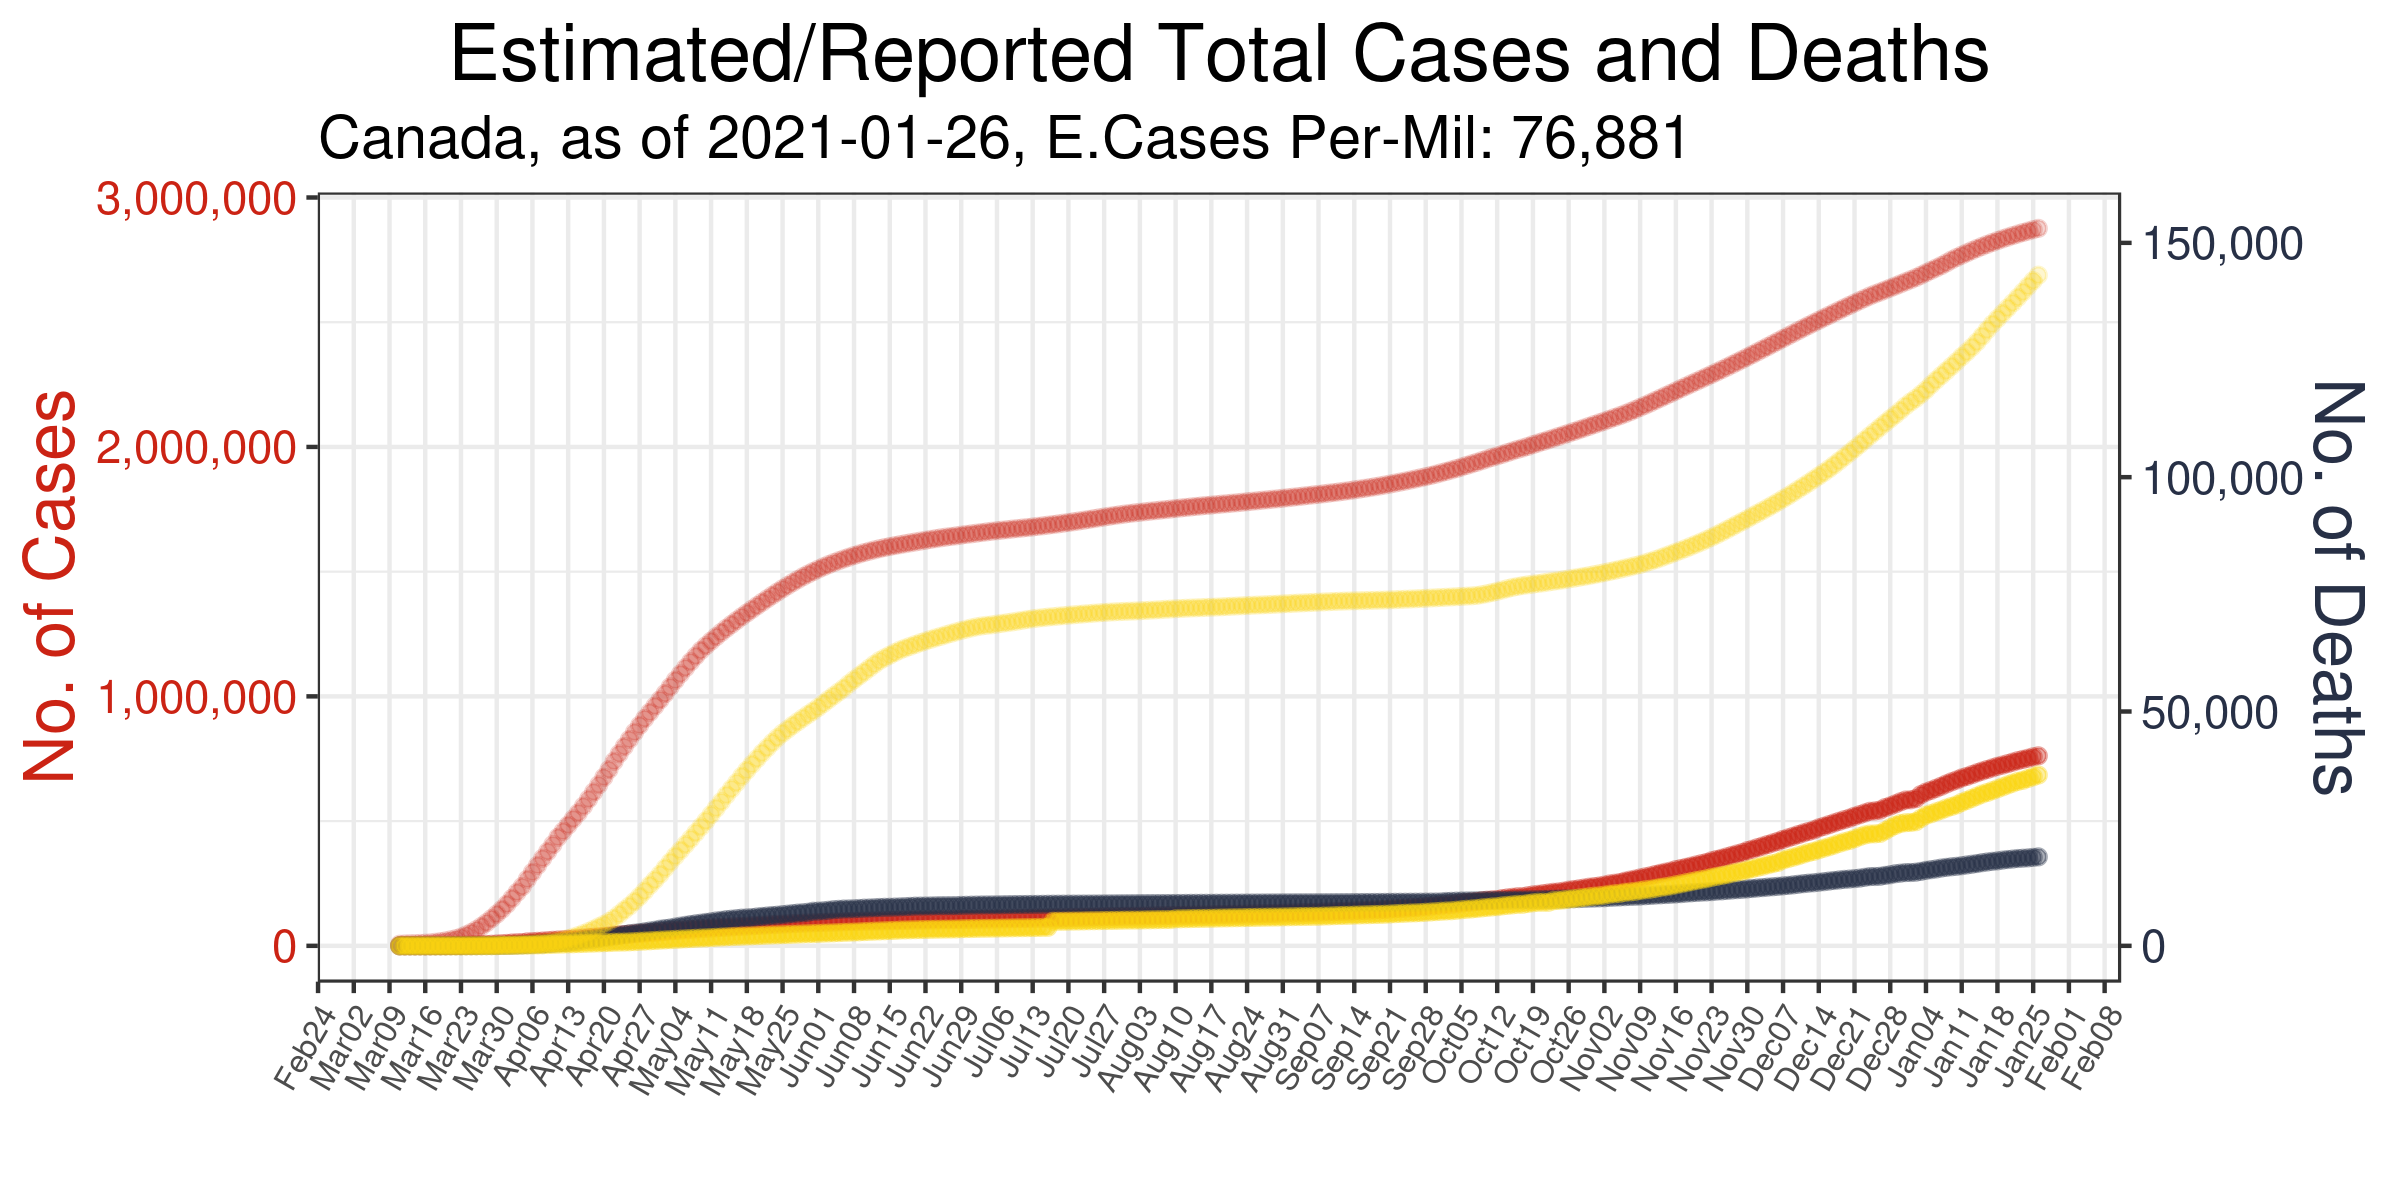 Estimated/Reported Total Cases and Deaths
Canada, as of 2021-01-26, E.Cases Per-Mil: 76,881
No. of Cases
3,000,000
2,000,000
1,000,000
0
150,000
100,000
50,000
0
No. of Deaths
Feb24 Mar02 Mar09 Mar16 Mar23 Mar30 Apr06 Apr13 Apr20 Apr27 May04 May11 May18 May25 Jun01 Jun08 Jun15 Jun22 Jun29 Jul06 Jul13 Jul20 Jul27 Aug03 Aug10 Aug17 Aug24 Aug31 Sep07 Sep14 Sep21 Sep28 Oct05 Oct12 Oct19 Oct26 Nov02 Nov09 Nov16 Nov23 Nov30 Dec07 Dec14 Dec21 Dec28 Jan04 Jan11 Jan18 Jan25 Feb01 Feb08